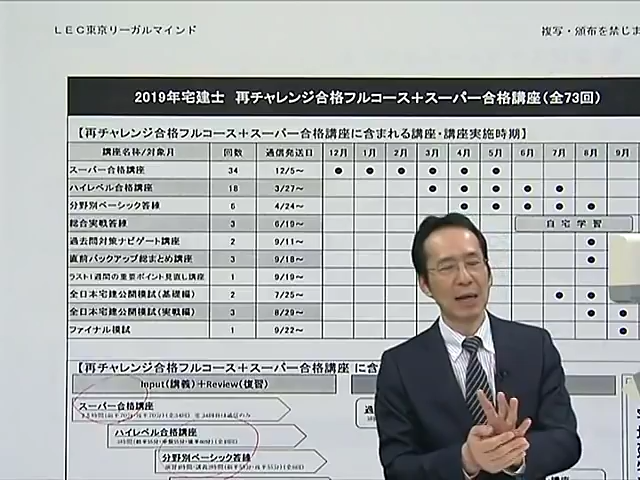 LEC東京リーガルマインド
複写・頒布を禁じま
2019年宅建士 再チャレンジ合格フルコース＋スーパー合格講座(全73回)
【再チャレンジ合格フルコース＋スーパー合格講座に含まれる講座・講座実施時期】
講座名称/対象月 回数 通信発送日 12月 1月 2月 3月 4月 5月 6月 7月 8月 9月
スーパー合格講座 34 12/5～ ● ● ● ● ● ●
ハイレベル合格講座 18 3/27～ ● ● ● ● ●
分野別ベーシック答練 6 4/24～ ● ● ● ● ●
総合実戦答練 3 6/19～ 自宅学習
過去問対策ナビゲート講座 2 9/11～ ●
直前バックアップ総まとめ講座 3 9/18～ ●
ラスト1週間の重要ポイント見直し講座 1 9/19～
全日本宅建公開模試(基礎編) 2 7/25～ ● ●
全日本宅建公開模試(実戦編) 3 8/29～ ● ●
ファイナル模試 1 9/22～ ●
【再チャレンジ合格フルコース＋スーパー合格講座 に含
Input(講義)＋Review(復習)
スーパー合格講座
ハイレベル合格講座
分野別ベーシック答練